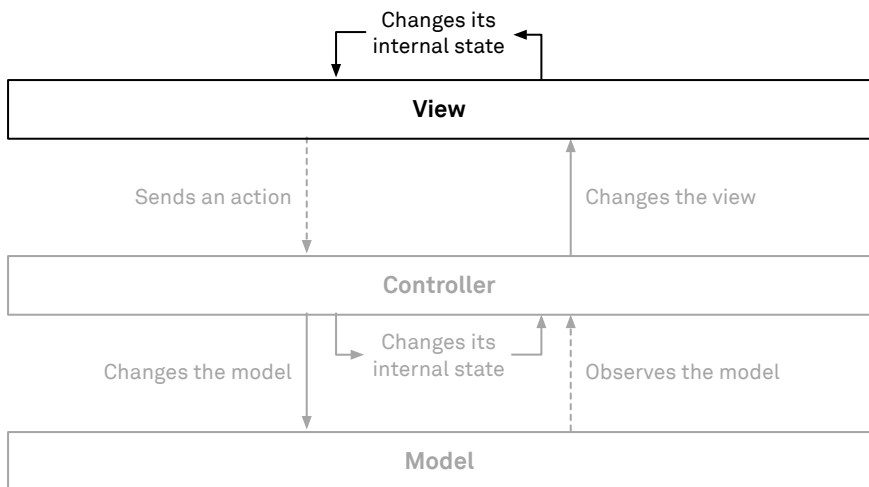 Changes its
internal state
View
Sends an action
Changes the view
Controller
Changes its
internal state
Changes the model
Observes the model
Model